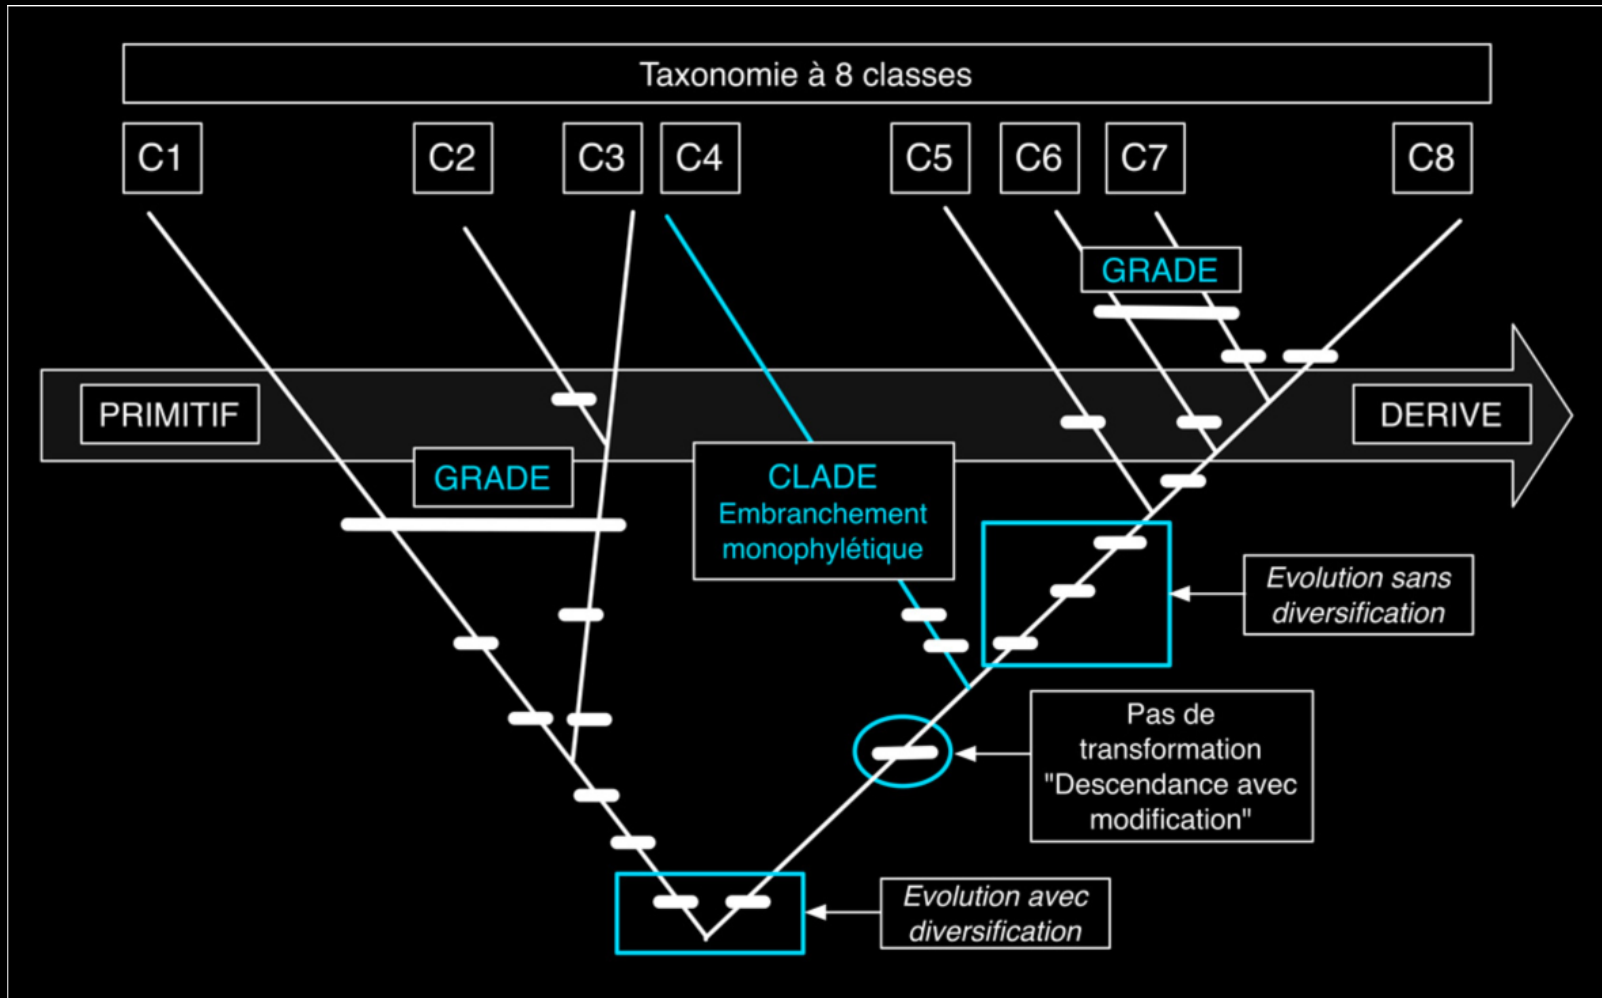 Taxonomie à 8 classes
C1
C2
C3
C4
C5
C6
C7
C8
GRADE
PRIMITIF
DERIVE
GRADE
CLADE
Embranchement
monophylétique
Evolution sans
diversification
Pas de
transformation
"Descendance avec
modification"
Evolution avec
diversification